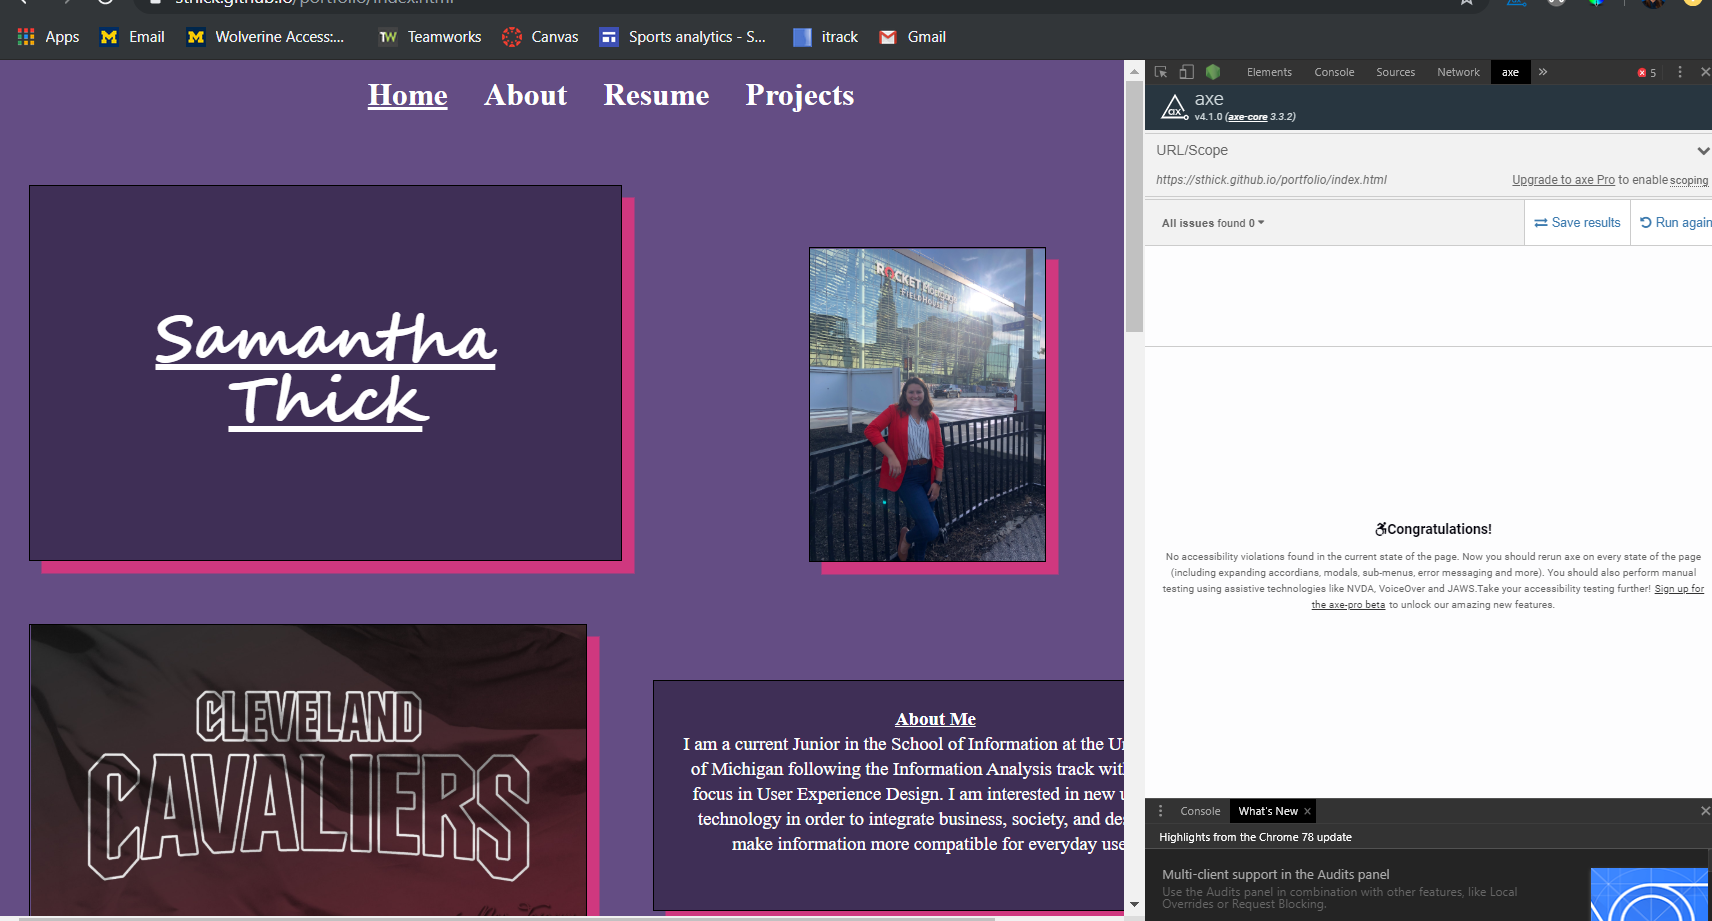 sthick.github.io/portfolio/index.html
Apps Email Wolverine Access:... TW Teamworks Canvas Sports analytics - S... itrack Gmail
Home About Resume Projects
Samantha
Thick
ROCKET Mortgage
FIELDHOUSE
CLEVELAND
CAVALIERS
About Me
I am a current Junior in the School of Information at the U
of Michigan following the Information Analysis track wit
focus in User Experience Design. I am interested in new
technology in order to integrate business, society, and de
make information more compatible for everyday use
Elements Console Sources Network axe » 5
ax axe
v4.1.0 (axe-core 3.3.2)
URL/Scope
https://sthick.github.io/portfolio/index.html Upgrade to axe Pro to enable scoping
All issues found 0 Save results Run again
Congratulations!
No accessibility violations found in the current state of the page. Now you should rerun axe on every state of the page
(including expanding accordions, modals, sub-menus, error messaging and more). You should also perform manual
testing using assistive technologies like NVDA, VoiceOver and JAWS.Take your accessibility testing further! Sign up for
the axe-pro beta to unlock our amazing new features.
Console What's New ×
Highlights from the Chrome 78 update
Multi-client support in the Audits panel
Use the Audits panel in combination with other features, like Local
Overrides or Request Blocking.